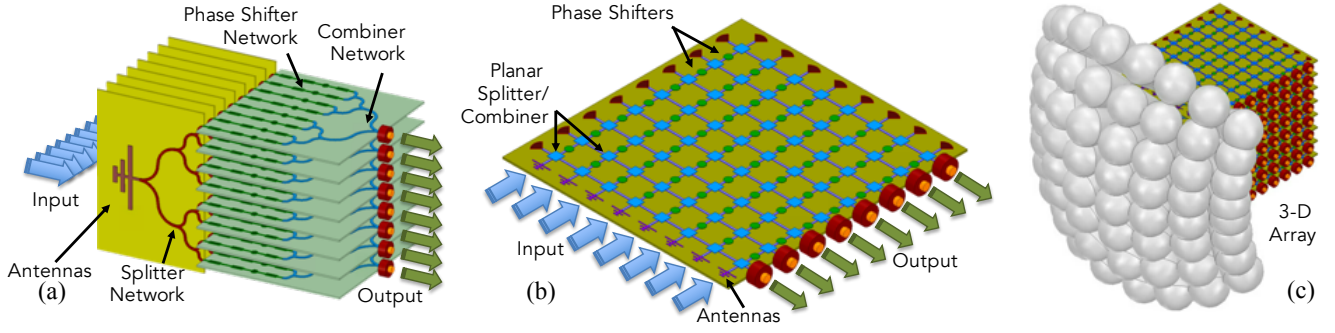 Phase Shifter
Network
Combiner
Network
Input
Antennas
(a)
Splitter
Network
Output
Phase Shifters
Planar
Splitter/
Combiner
Input
(b)
Output
Antennas
3-D
Array
(c)